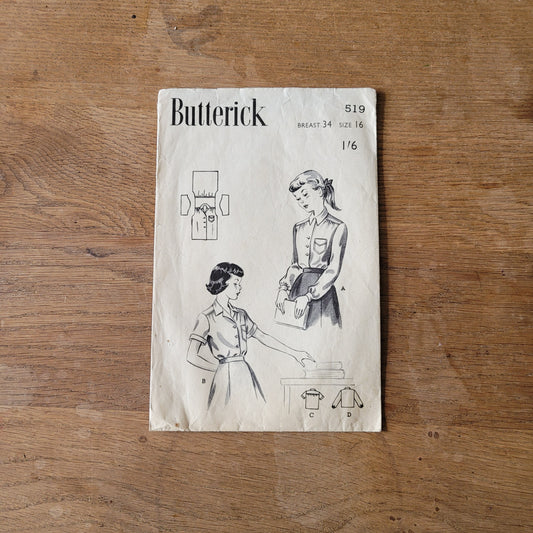 Butterick
519
BREAST 34 SIZE 16
1'6
A
B
C D